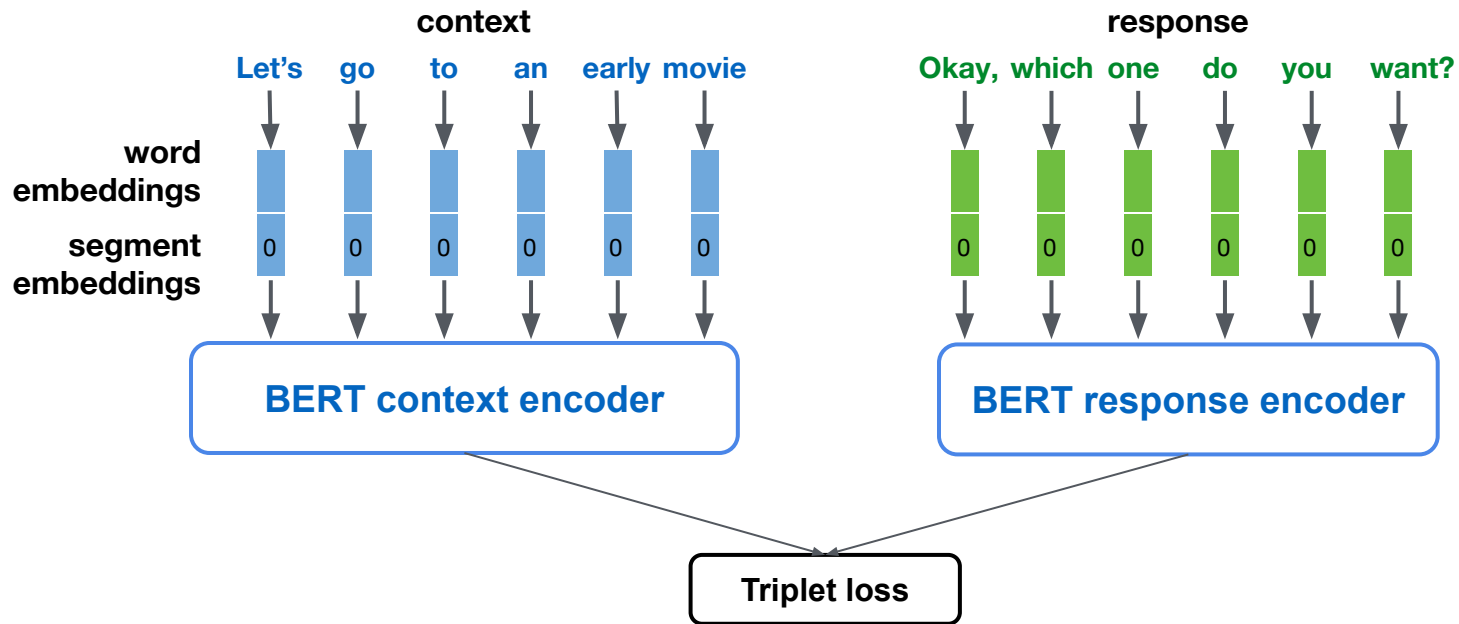 context
response
Let's go to an early movie
Okay, which one do you want?
word
embeddings
segment
embeddings
0 0 0 0 0 0
0 0 0 0 0 0
BERT context encoder
BERT response encoder
Triplet loss